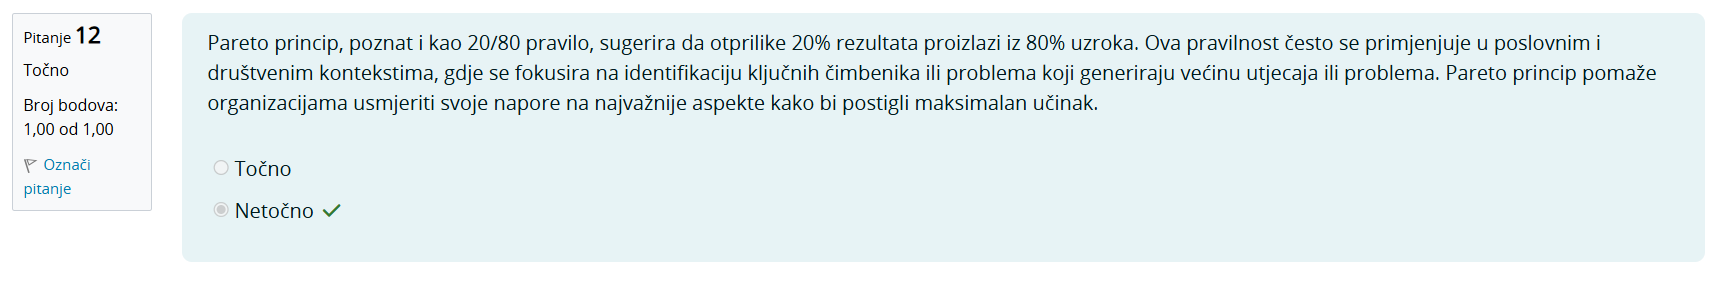 Pitanje 12
Točno
Broj bodova:
1,00 od 1,00
Označi
pitanje
Pareto princip, poznat i kao 20/80 pravilo, sugerira da otprilike 20% rezultata proizlazi iz 80% uzroka. Ova pravilnost često se primjenjuje u poslovnim i
društvenim kontekstima, gdje se fokusira na identifikaciju ključnih čimbenika ili problema koji generiraju većinu utjecaja ili problema. Pareto princip pomaže
organizacijama usmjeriti svoje napore na najvažnije aspekte kako bi postigli maksimalan učinak.
Točno
Netočno